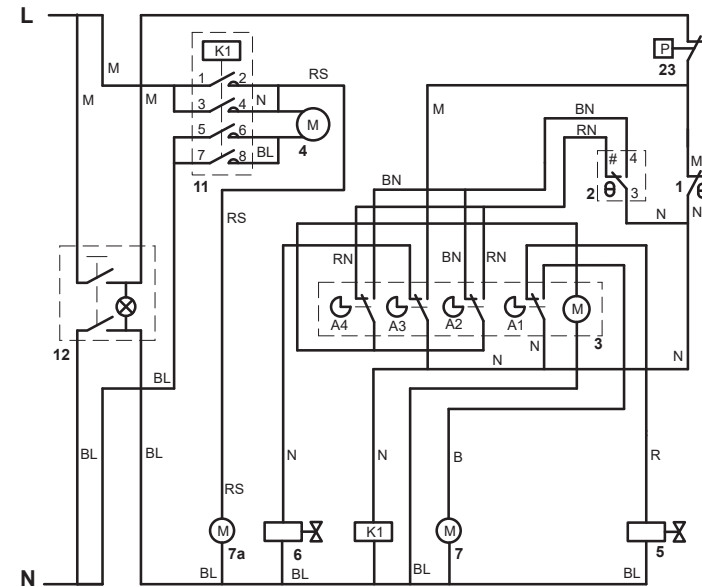 L
K1
P
1 2
RS
23
M
M M
3 N 4
M
BN
5 6
M
4
RN
7 BL 8
# 4
M
11
BN
2 θ 3
1 θ
N N
RS
RN
BN RN
A4 A3 A2 A1 M
3
12
N
N
N
BL
BL BL
N N B R
RS
M
K1
M
7a 6 7 5
BL BL BL BL
N